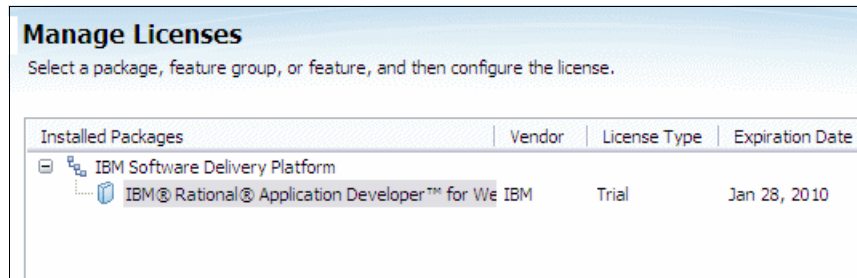 Manage Licenses
Select a package, feature group, or feature, and then configure the license.
Installed Packages Vendor License Type Expiration Date
IBM Software Delivery Platform
IBM® Rational® Application Developer™ for We IBM Trial Jan 28, 2010